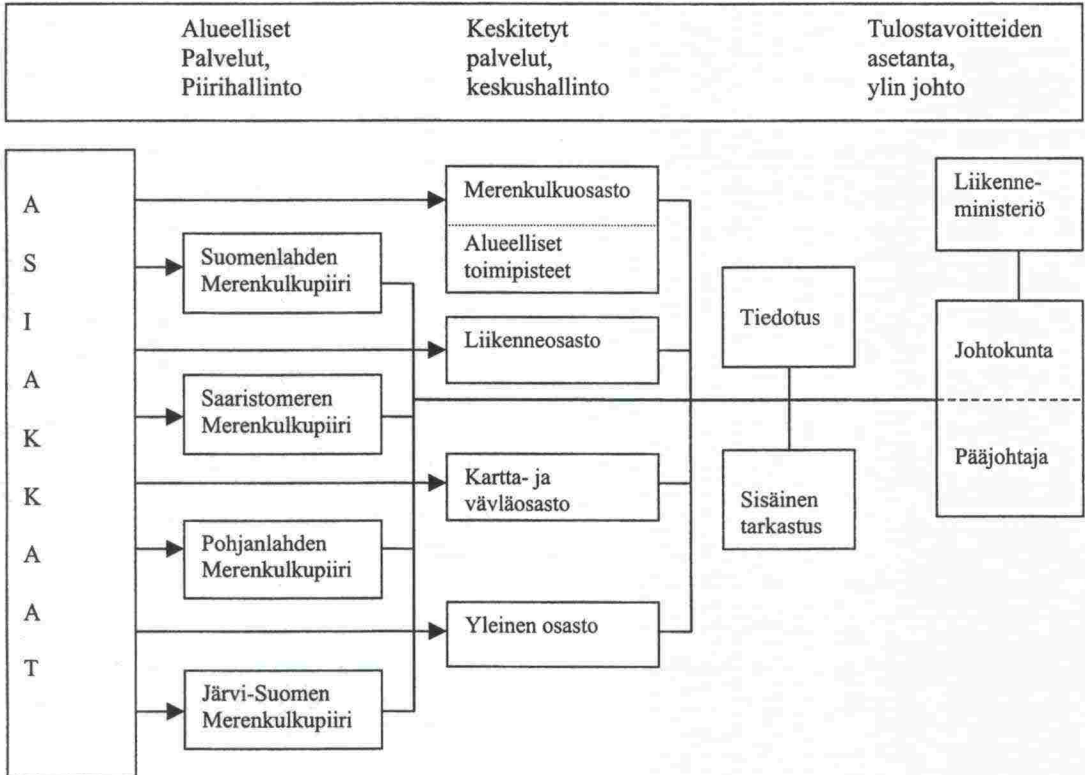 Alueelliset
Palvelut,
Piirihallinto
Keskitetyt
palvelut,
keskushallinto
Tulostavoitteiden
asetanta,
ylin johto
A
S
I
A
K
K
A
A
T
Suomenlahden
Merenkulkupiiri
Saaristomeren
Merenkulkupiiri
Pohjanlahden
Merenkulkupiiri
Järvi-Suomen
Merenkulkupiiri
Merenkulkuosasto
Alueelliset
toimipisteet
Liikenneosasto
Kartta- ja
vävläosasto
Yleinen osasto
Tiedotus
Sisäinen
tarkastus
Liikenne-
ministeriö
Johtokunta
Pääjohtaja